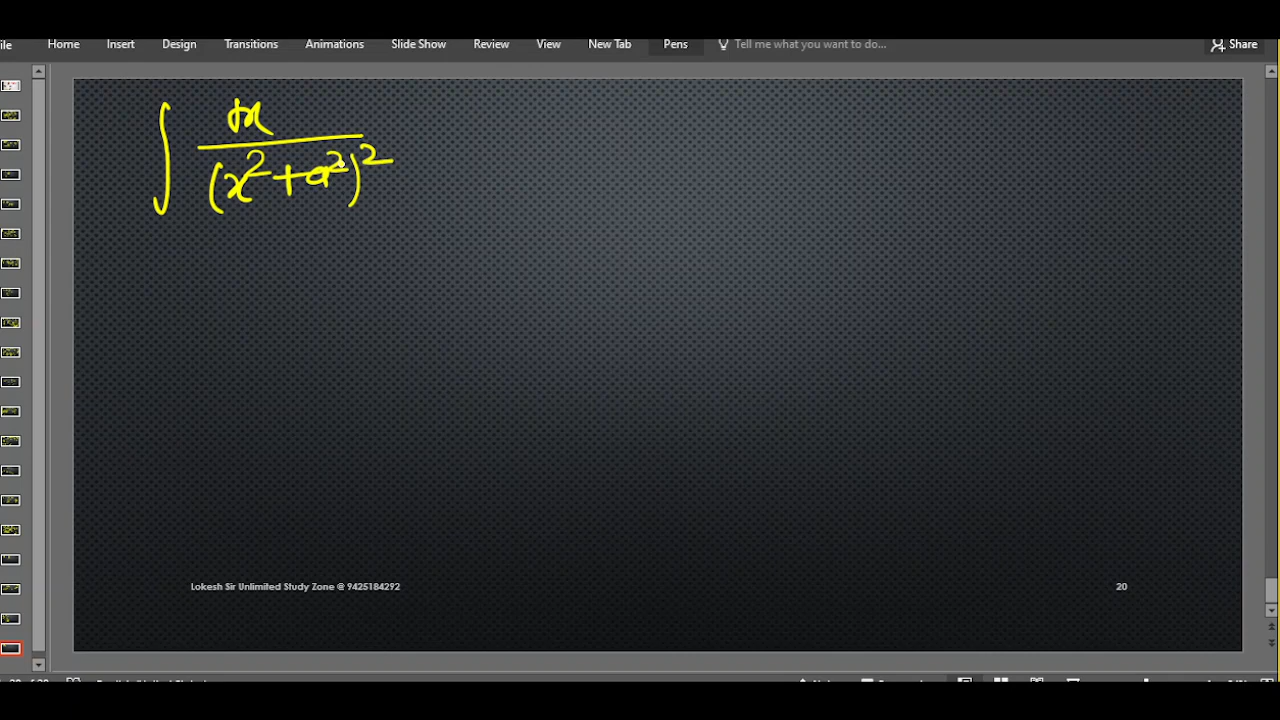 File Home Insert Design Transitions Animations Slide Show Review View New Tab Pens Tell me what you want to do... Share
∫ dx
(x² + a²)²
Lokesh Sir Unlimited Study Zone @ 9425184292
20